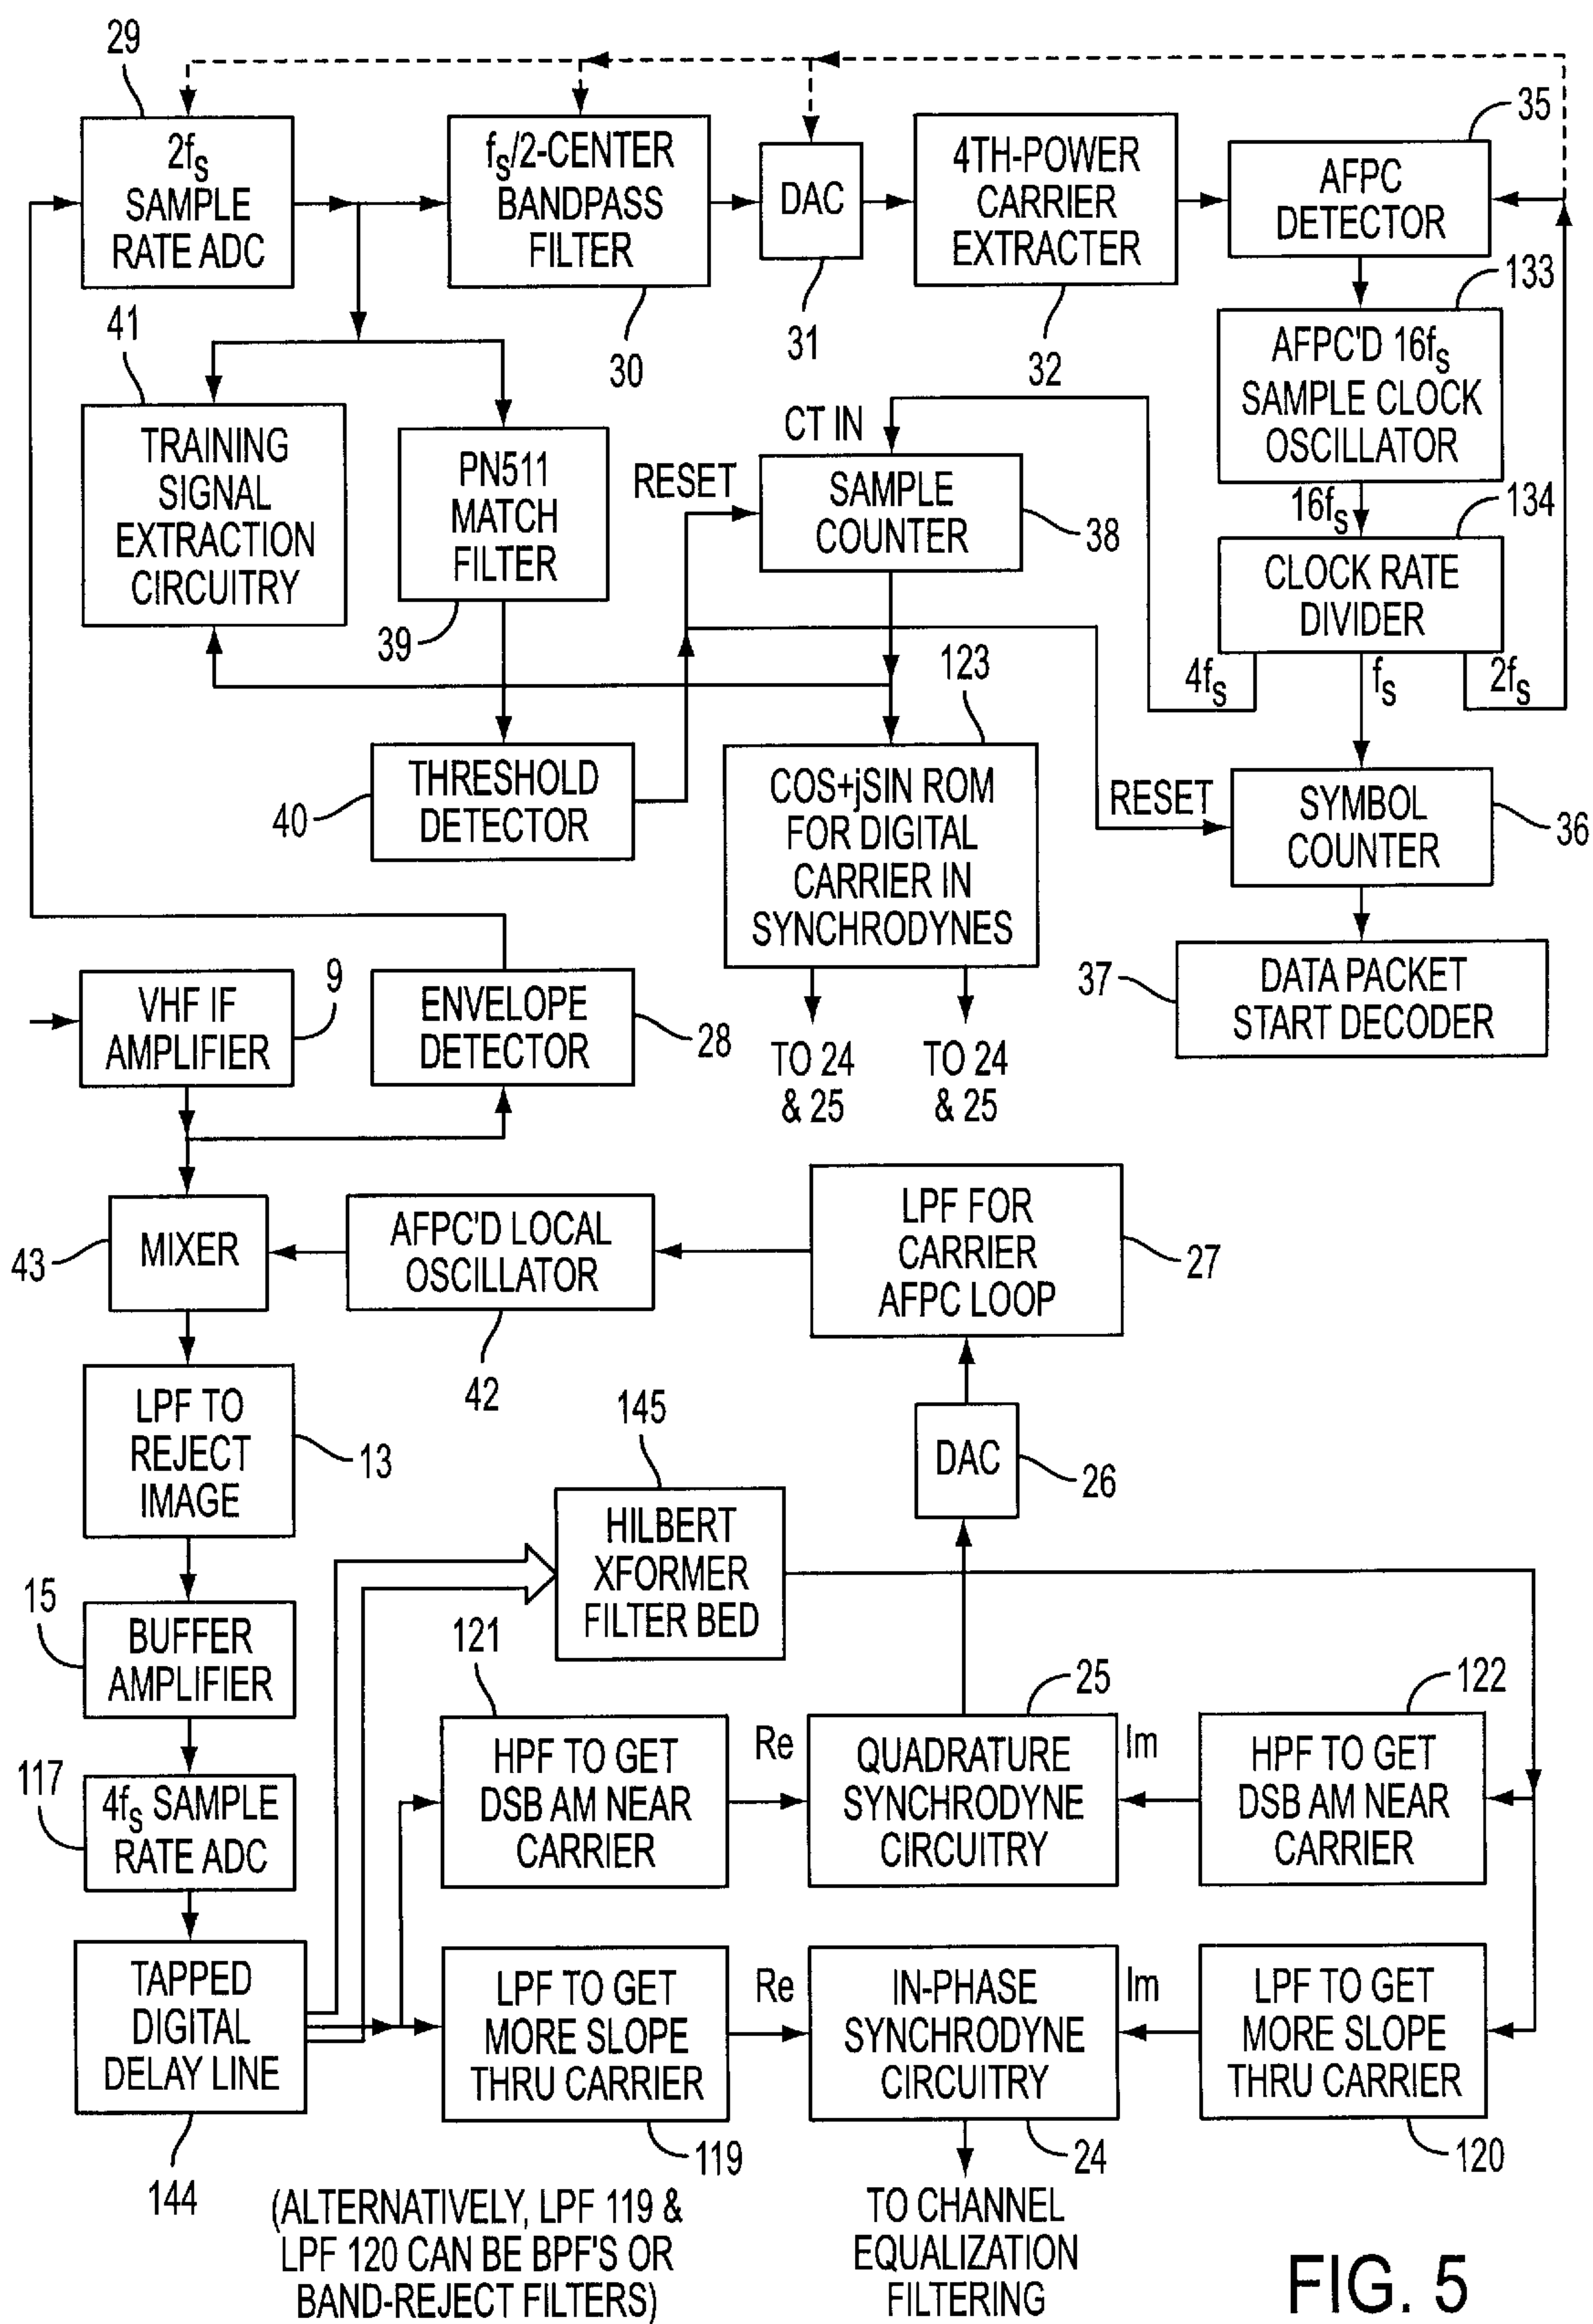 29
2fs
SAMPLE
RATE ADC
fs/2-CENTER
BANDPASS
FILTER
30
DAC
31
4TH-POWER
CARRIER
EXTRACTER
32
35
AFPC
DETECTOR
133
AFPC'D 16fs
SAMPLE CLOCK
OSCILLATOR
16fs
134
CLOCK RATE
DIVIDER
4fs
fs
2fs
41
TRAINING
SIGNAL
EXTRACTION
CIRCUITRY
PN511
MATCH
FILTER
39
CT IN
RESET
SAMPLE
COUNTER
38
THRESHOLD
DETECTOR
40
123
COS+jSIN ROM
FOR DIGITAL
CARRIER IN
SYNCHRODYNES
TO 24
& 25
TO 24
& 25
RESET
SYMBOL
COUNTER
36
DATA PACKET
START DECODER
37
VHF IF
AMPLIFIER
9
ENVELOPE
DETECTOR
28
MIXER
43
AFPC'D LOCAL
OSCILLATOR
42
LPF FOR
CARRIER
AFPC LOOP
27
LPF TO
REJECT
IMAGE
13
DAC
26
145
HILBERT
XFORMER
FILTER BED
15
BUFFER
AMPLIFIER
117
4fs SAMPLE
RATE ADC
121
HPF TO GET
DSB AM NEAR
CARRIER
Re
25
QUADRATURE
SYNCHRODYNE
CIRCUITRY
Im
122
HPF TO GET
DSB AM NEAR
CARRIER
TAPPED
DIGITAL
DELAY LINE
144
LPF TO GET
MORE SLOPE
THRU CARRIER
119
Re
IN-PHASE
SYNCHRODYNE
CIRCUITRY
24
Im
LPF TO GET
MORE SLOPE
THRU CARRIER
120
(ALTERNATIVELY, LPF 119 &
LPF 120 CAN BE BPF'S OR
BAND-REJECT FILTERS)
TO CHANNEL
EQUALIZATION
FILTERING
FIG. 5